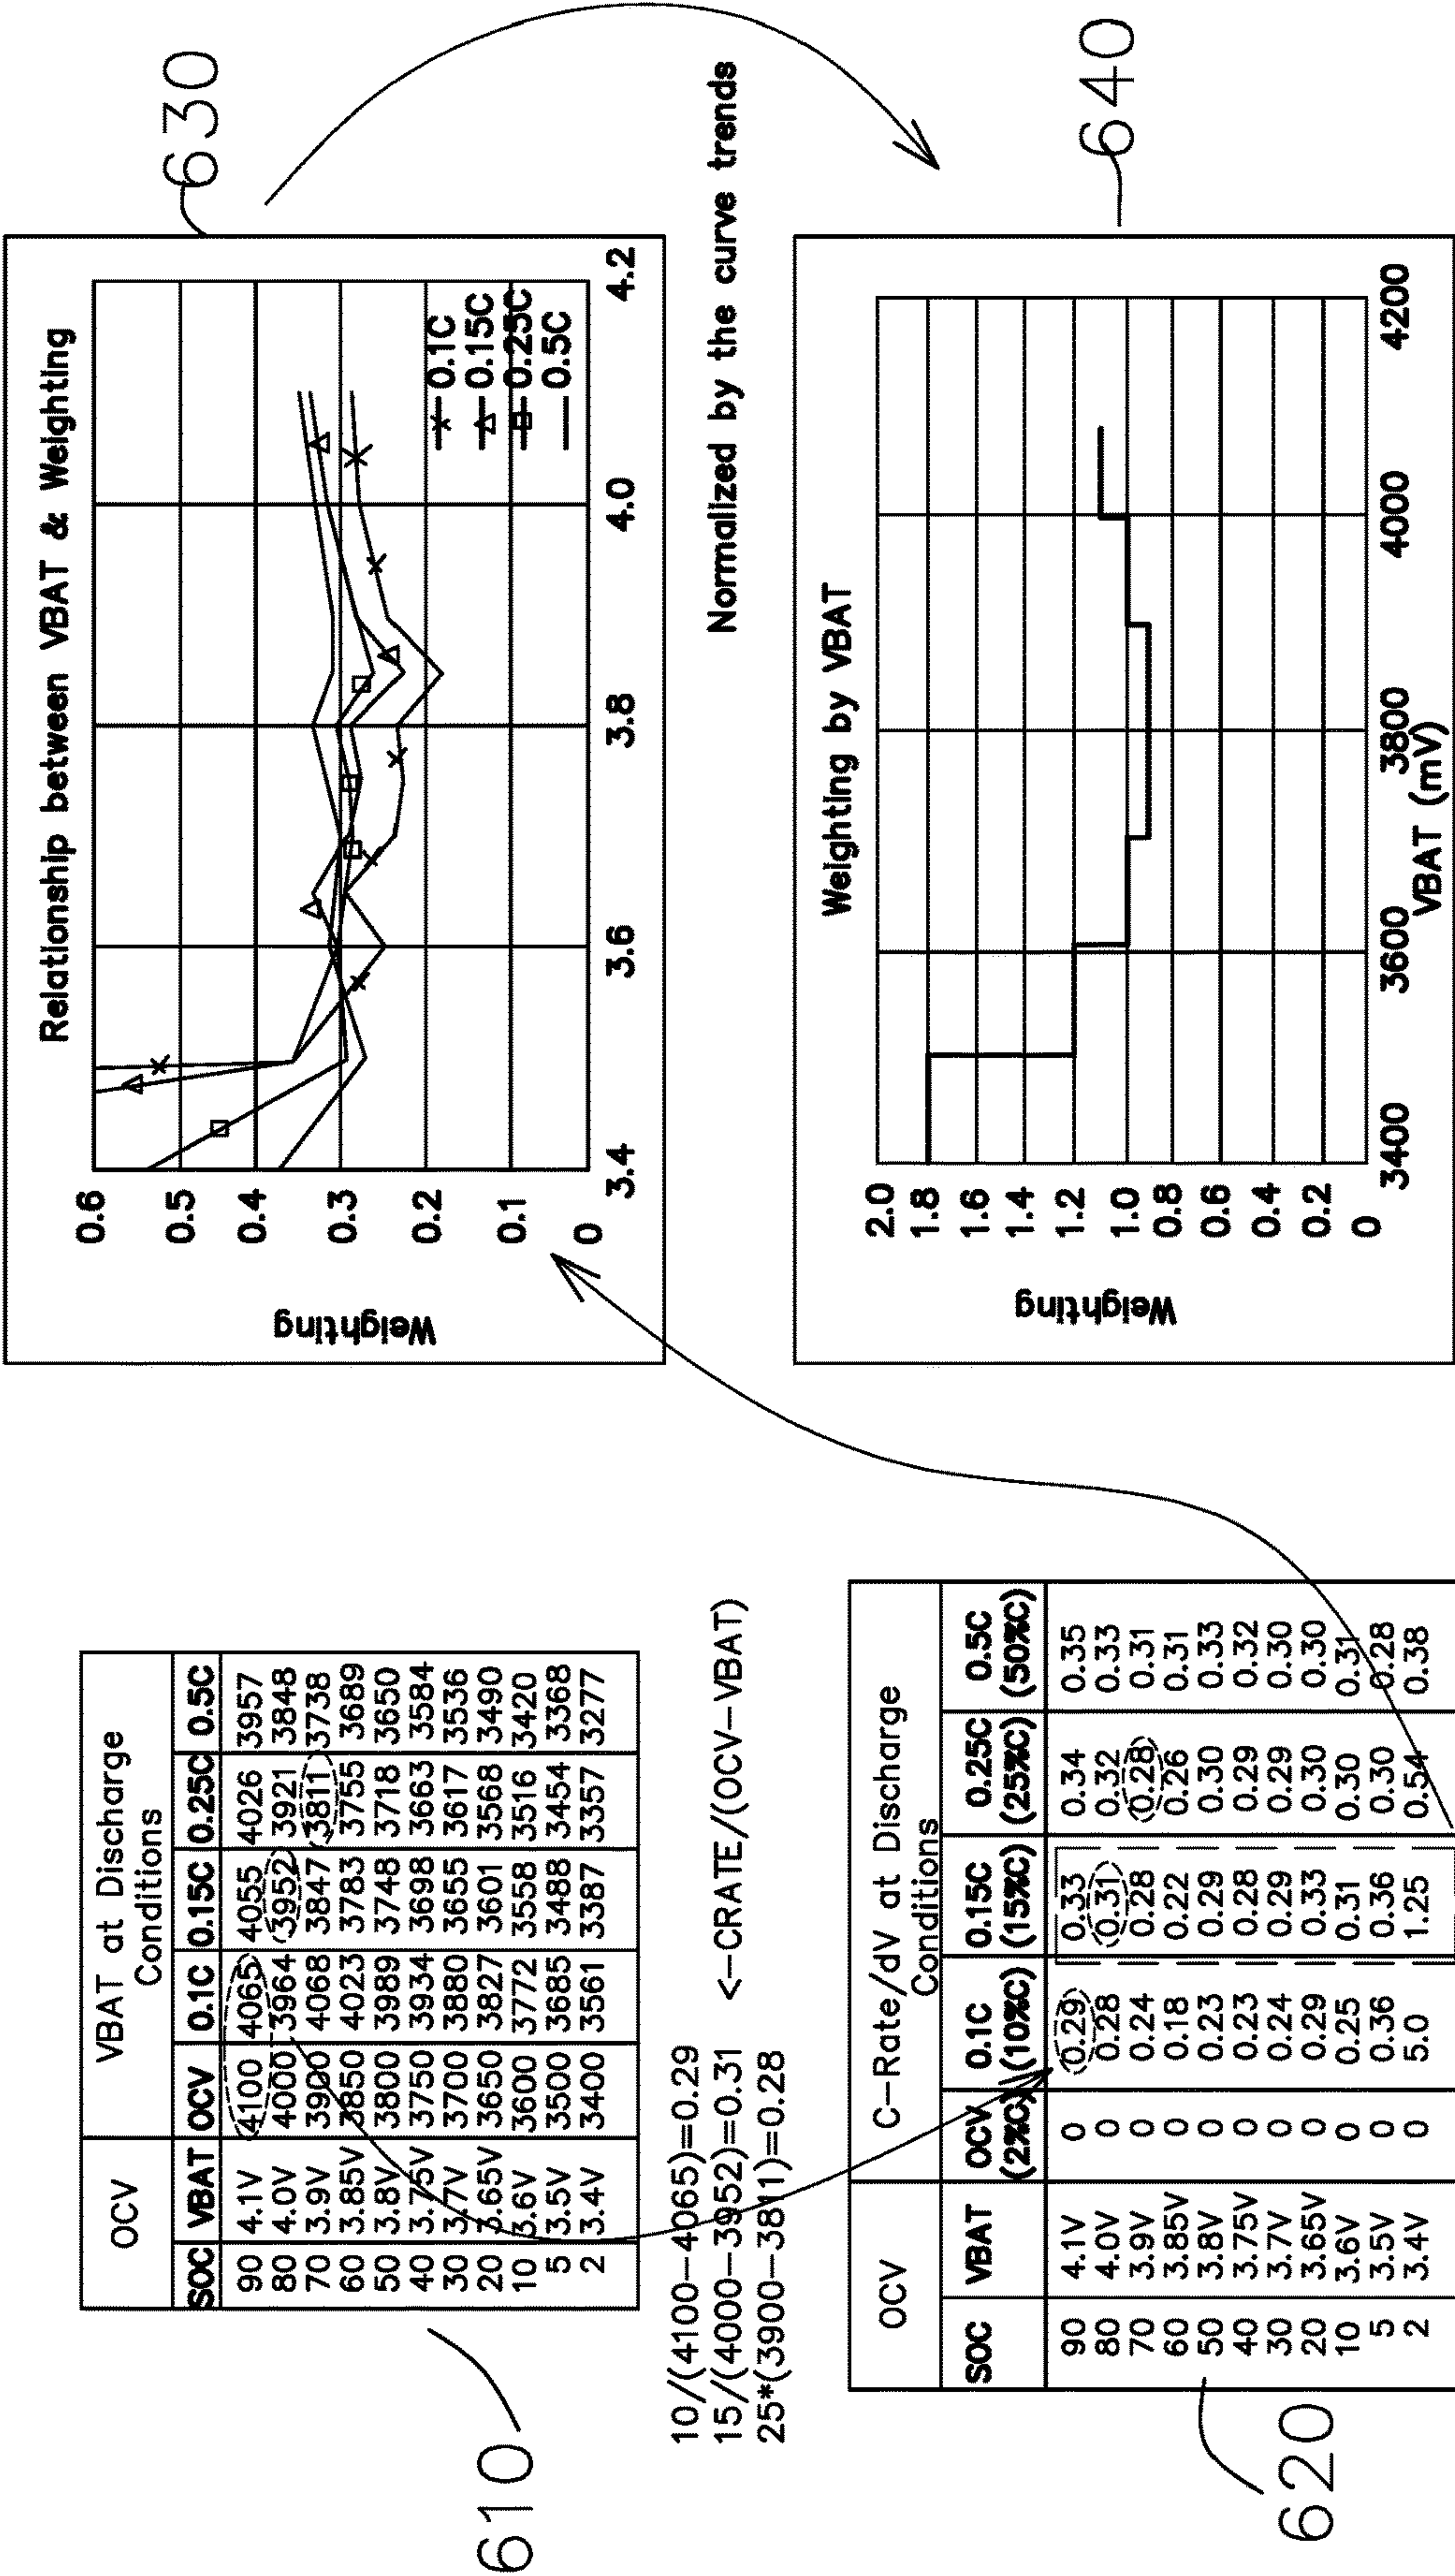 610
OCV VBAT at Discharge
Conditions
SOC VBAT OCV 0.1C 0.15C 0.25C 0.5C
90 4.1V 4100 4065 4055 4026 3957
80 4.0V 4000 3964 3952 3921 3848
70 3.9V 3900 4068 3847 3811 3738
60 3.85V 3850 4023 3783 3755 3689
50 3.8V 3800 3989 3748 3718 3650
40 3.75V 3750 3934 3698 3663 3584
30 3.7V 3700 3880 3655 3617 3536
20 3.65V 3650 3827 3601 3568 3490
10 3.6V 3600 3772 3558 3516 3420
5 3.5V 3500 3685 3488 3454 3368
2 3.4V 3400 3561 3387 3357 3277
10/(4100-4065)=0.29
15/(4000-3952)=0.31 <-CRATE/(OCV-VBAT)
25*(3900-3811)=0.28
620
OCV C-Rate/dV at Discharge
Conditions
SOC VBAT OCV 0.1C 0.15C 0.25C 0.5C
(2%C) (10%C) (15%C) (25%C) (50%C)
90 4.1V 0 0.29 0.33 0.34 0.35
80 4.0V 0 0.28 0.31 0.32 0.33
70 3.9V 0 0.24 0.28 0.28 0.31
60 3.85V 0 0.18 0.22 0.26 0.31
50 3.8V 0 0.23 0.29 0.30 0.33
40 3.75V 0 0.23 0.28 0.29 0.32
30 3.7V 0 0.24 0.29 0.29 0.30
20 3.65V 0 0.29 0.33 0.30 0.30
10 3.6V 0 0.25 0.31 0.30 0.31
5 3.5V 0 0.36 0.36 0.30 0.28
2 3.4V 0 5.0 1.25 0.54 0.38
630
Relationship between VBAT & Weighting
Weighting
0.6
0.5
0.4
0.3
0.2
0.1
0
0.1C
0.15C
0.25C
0.5C
3.4 3.6 3.8 4.0 4.2
Normalized by the curve trends
640
Weighting by VBAT
Weighting
2.0
1.8
1.6
1.4
1.2
1.0
0.8
0.6
0.4
0.2
0
3400 3600 3800 4000 4200
VBAT (mV)